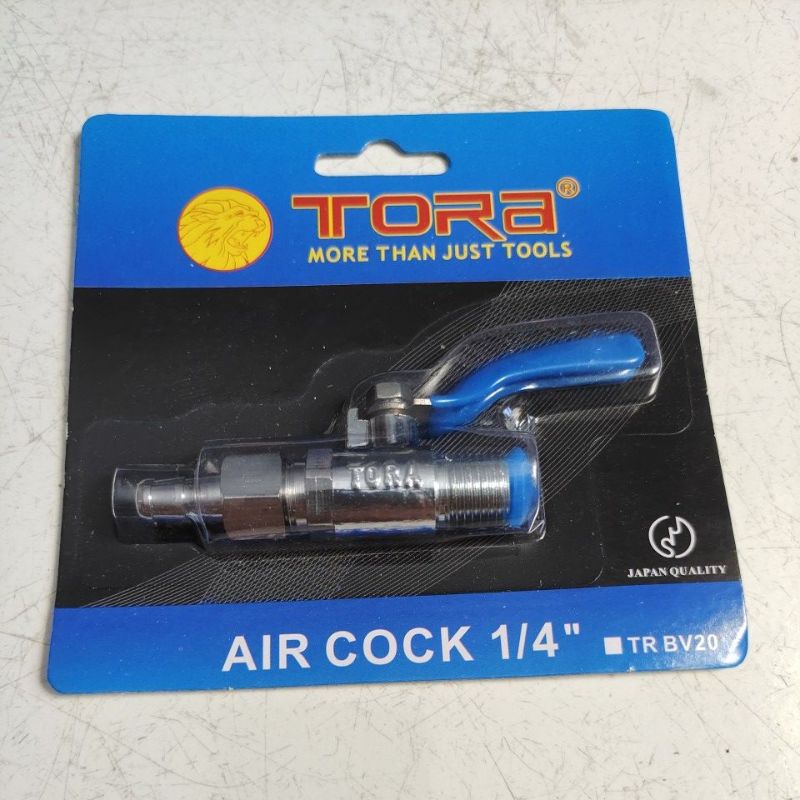 TORa®
MORE THAN JUST TOOLS
TORA
JAPAN QUALITY
AIR COCK 1/4"
TR BV20